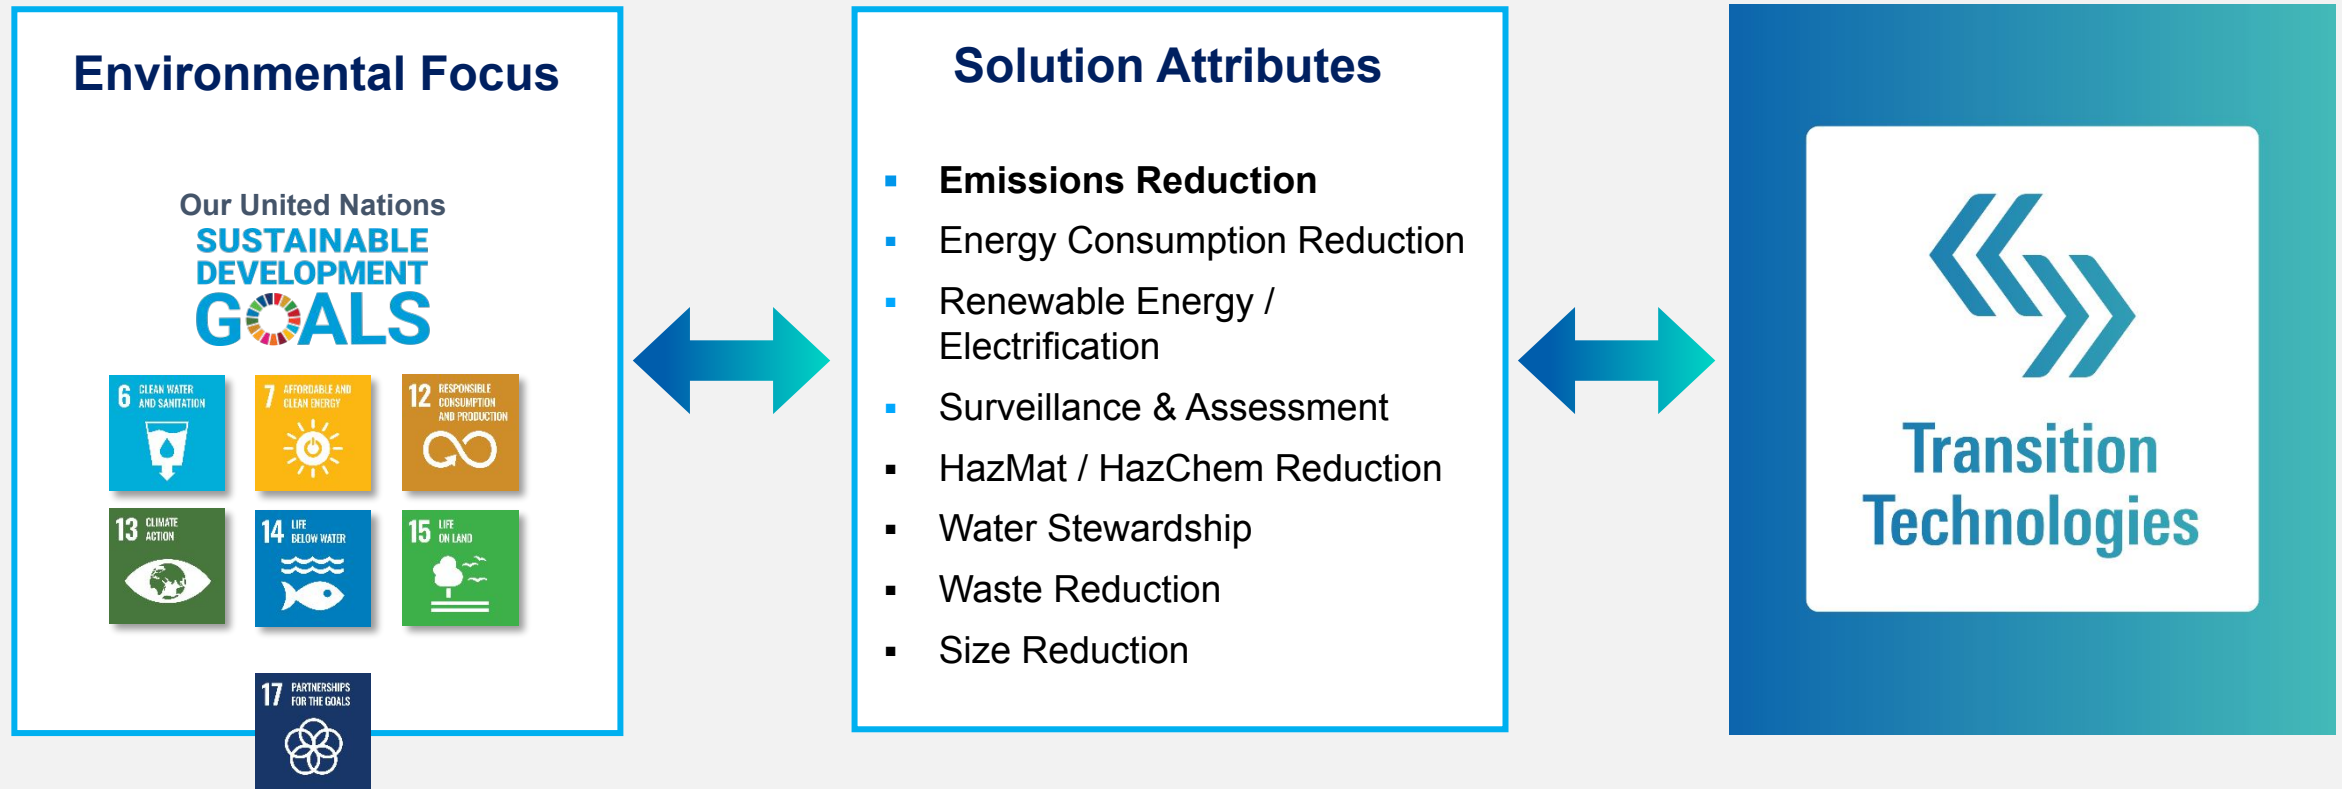 Environmental Focus
Our United Nations
SUSTAINABLE
DEVELOPMENT
GOALS
6 CLEAN WATER
AND SANITATION
7 AFFORDABLE AND
CLEAN ENERGY
12 RESPONSIBLE
CONSUMPTION
AND PRODUCTION
13 CLIMATE
ACTION
14 LIFE
BELOW WATER
15 LIFE
ON LAND
17 PARTNERSHIPS
FOR THE GOALS
Solution Attributes
▪ Emissions Reduction
▪ Energy Consumption Reduction
▪ Renewable Energy /
Electrification
▪ Surveillance & Assessment
▪ HazMat / HazChem Reduction
▪ Water Stewardship
▪ Waste Reduction
▪ Size Reduction
Transition
Technologies